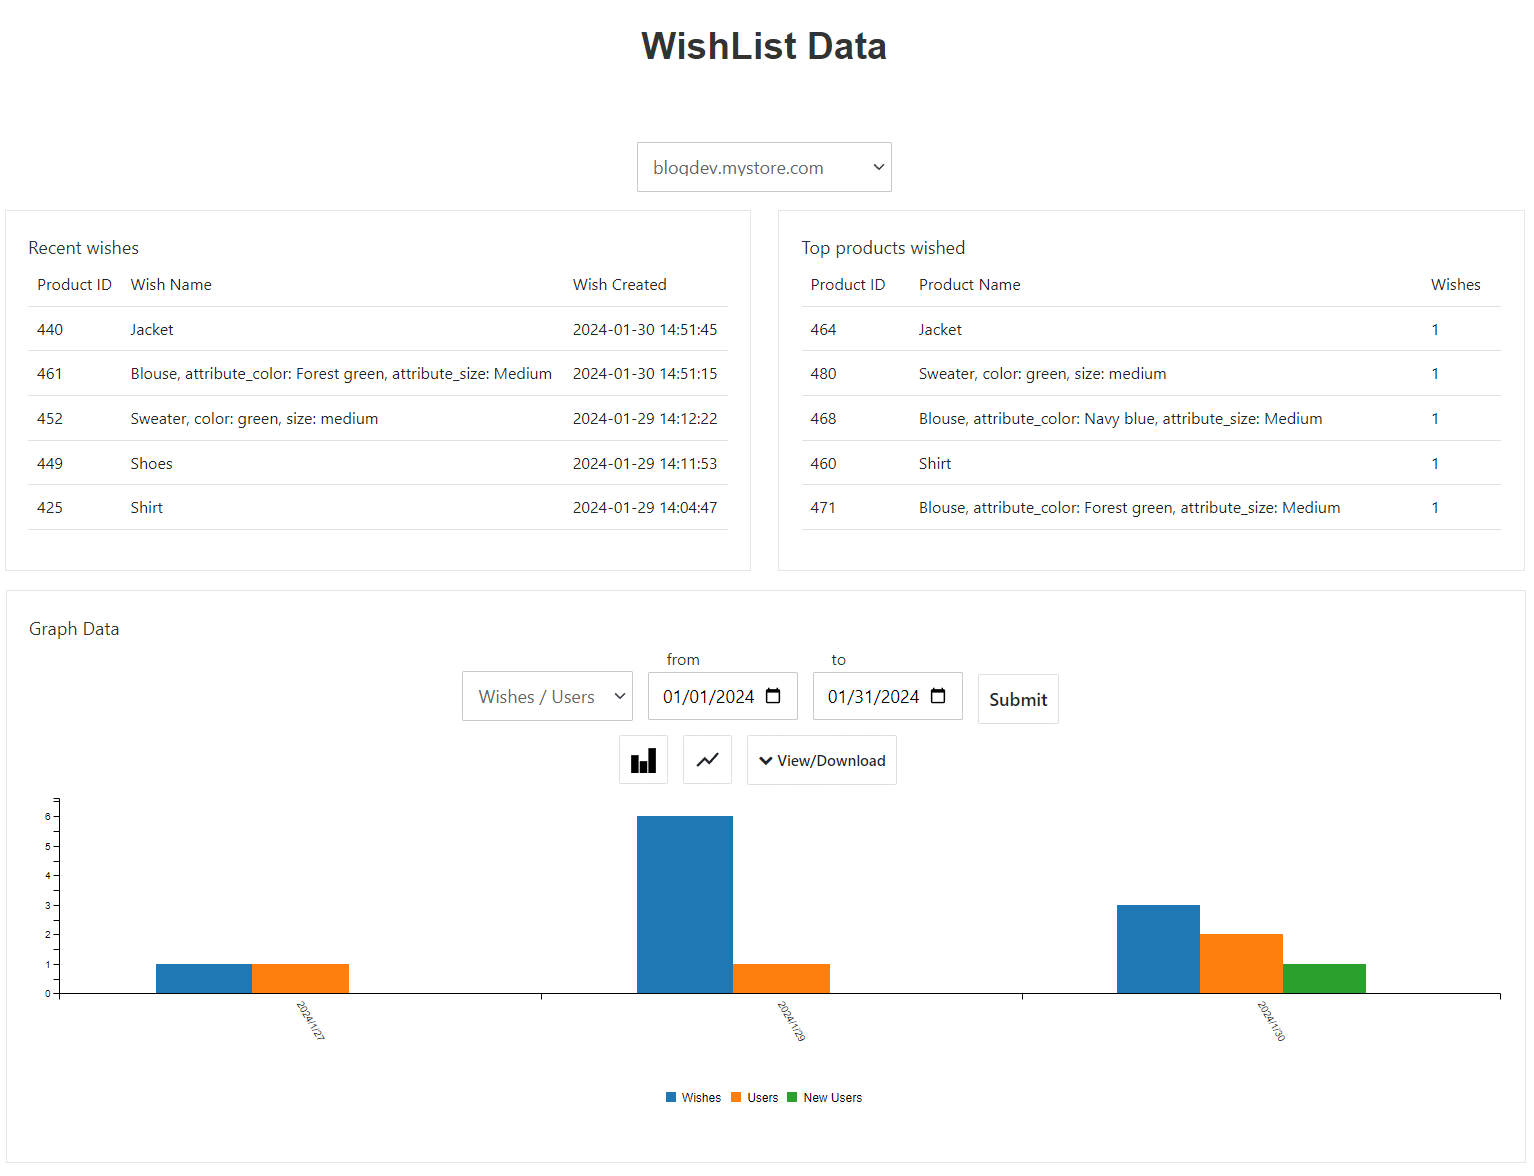 WishList Data
blogdev.mystore.com
Recent wishes
Product ID Wish Name Wish Created
440 Jacket 2024-01-30 14:51:45
461 Blouse, attribute_color: Forest green, attribute_size: Medium 2024-01-30 14:51:15
452 Sweater, color: green, size: medium 2024-01-29 14:12:22
449 Shoes 2024-01-29 14:11:53
425 Shirt 2024-01-29 14:04:47
Top products wished
Product ID Product Name Wishes
464 Jacket 1
480 Sweater, color: green, size: medium 1
468 Blouse, attribute_color: Navy blue, attribute_size: Medium 1
460 Shirt 1
471 Blouse, attribute_color: Forest green, attribute_size: Medium 1
Graph Data
from to
Wishes / Users 01/01/2024 01/31/2024 Submit
View/Download
6
5
4
3
2
1
0
2024/1/27 2024/1/29 2024/1/30
Wishes Users New Users